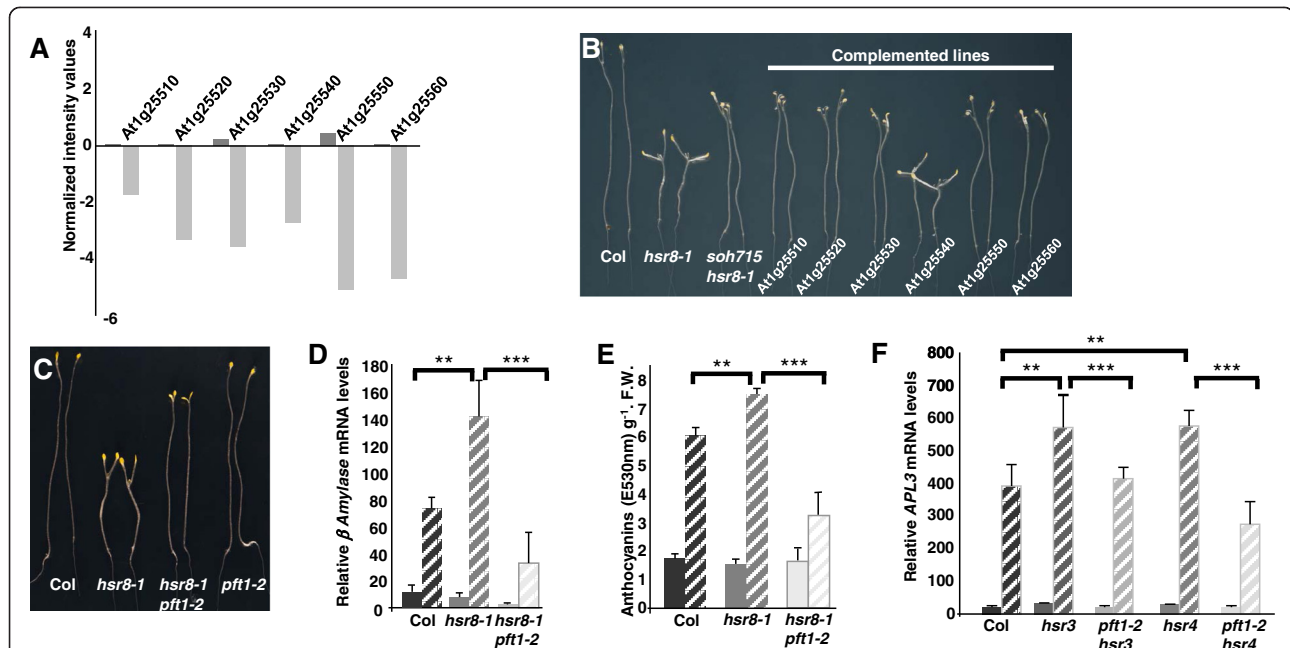 A
Normalized intensity values
4
2
0
-2
-4
-6
At1g25510
At1g25520
At1g25530
At1g25540
At1g25550
At1g25560
B
Complemented lines
Col
hsr8-1
soh715
hsr8-1
At1g25510
At1g25520
At1g25530
At1g25540
At1g25550
At1g25560
C
Col
hsr8-1
hsr8-1
pft1-2
pft1-2
D
Relative β Amylase mRNA levels
180
160
140
120
100
80
60
40
20
0
**
***
Col
hsr8-1
hsr8-1
pft1-2
E
Anthocyanins (E530nm) g-1. F.W.
8
7
6
5
4
3
2
1
0
**
***
Col
hsr8-1
hsr8-1
pft1-2
F
Relative APL3 mRNA levels
800
700
600
500
400
300
200
100
0
**
**
***
***
Col
hsr3
pft1-2
hsr3
hsr4
pft1-2
hsr4